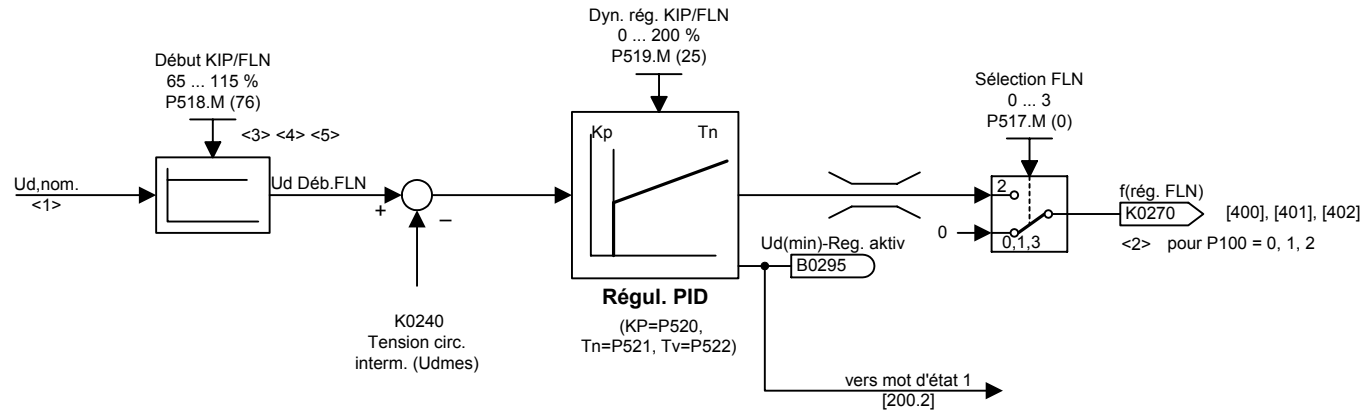 Dyn. rég. KIP/FLN
0 ... 200 %
P519.M (25)
Début KIP/FLN
65 ... 115 %
P518.M (76)
<3> <4> <5>
Sélection FLN
0 ... 3
P517.M (0)
Kp
Tn
Ud,nom.
<1>
Ud Déb.FLN
+
–
2
0
0,1,3
f(rég. FLN)
K0270
[400], [401], [402]
<2> pour P100 = 0, 1, 2
Ud(min)-Reg. aktiv
B0295
Régul. PID
(KP=P520,
Tn=P521, Tv=P522)
K0240
Tension circ.
interm. (Udmes)
vers mot d'état 1
[200.2]